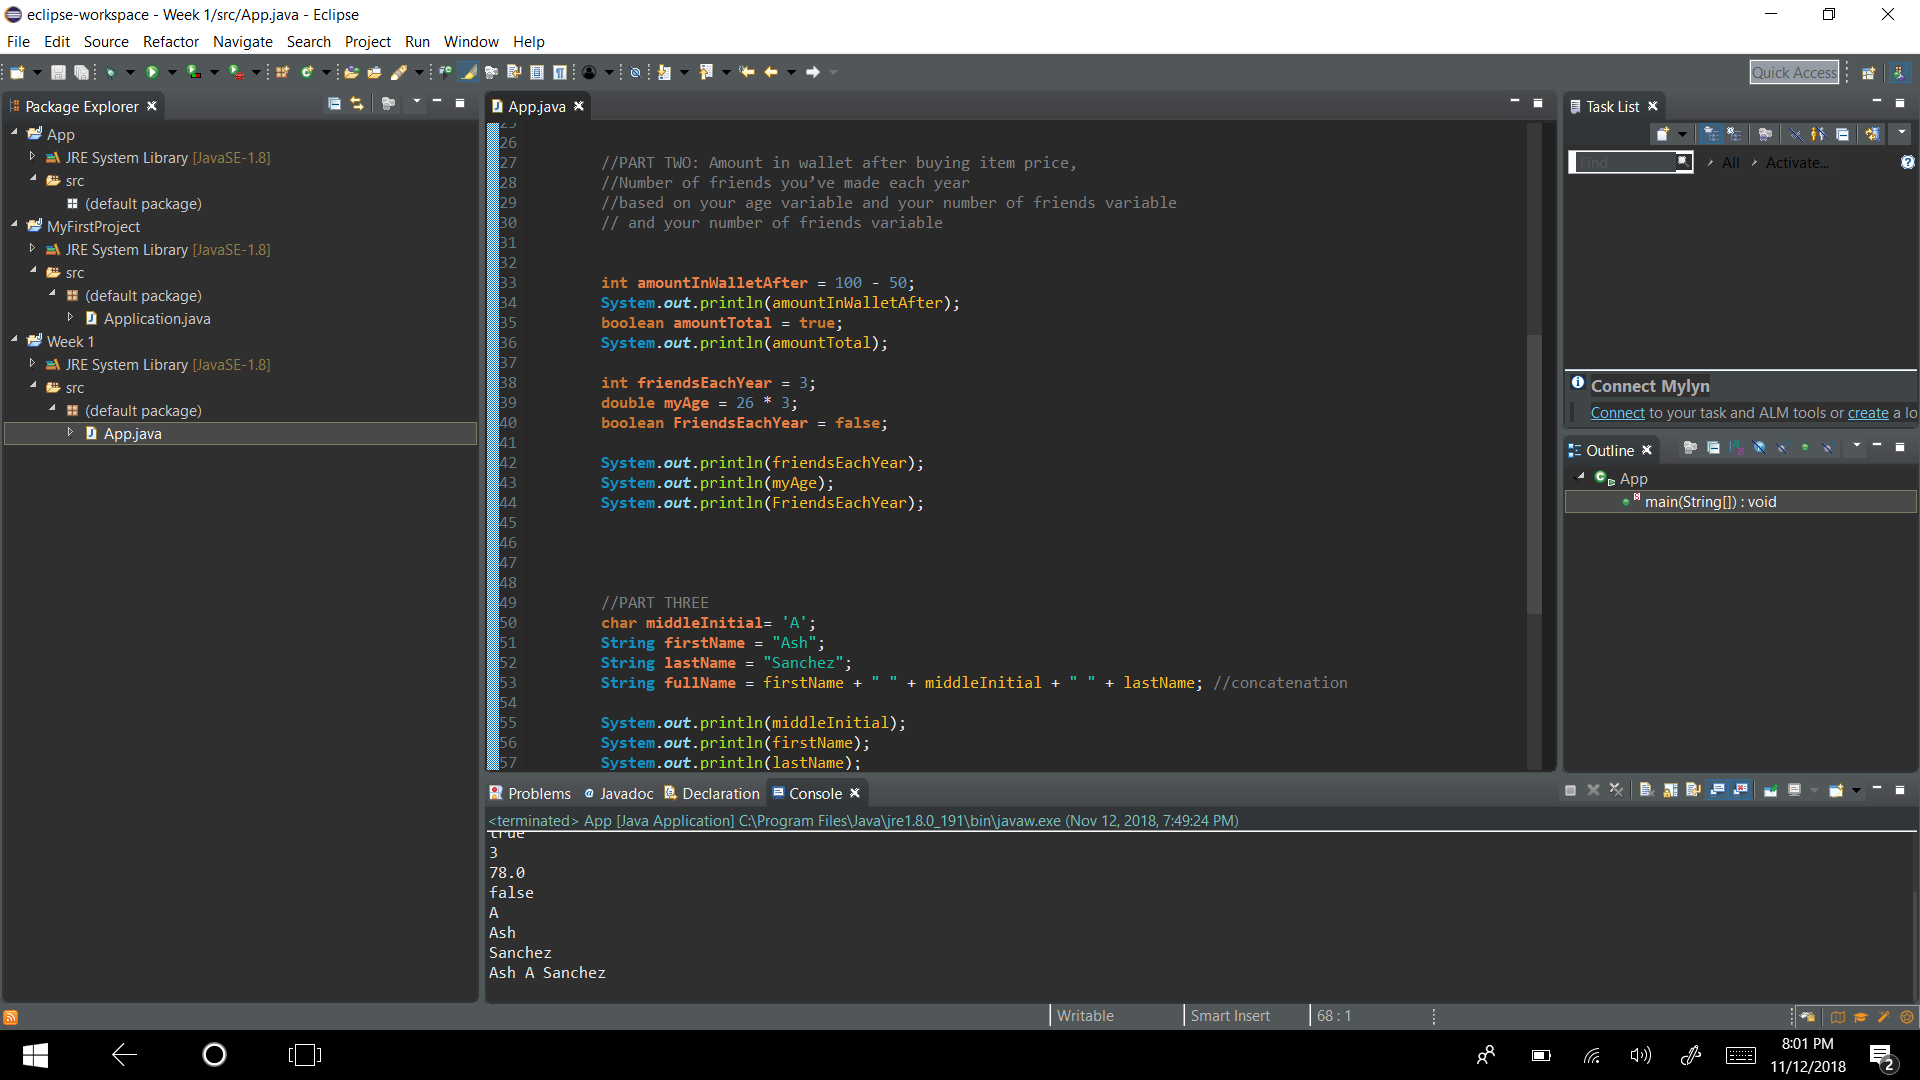 eclipse-workspace - Week 1/src/App.java - Eclipse
File Edit Source Refactor Navigate Search Project Run Window Help
Quick Access
Package Explorer
App
JRE System Library [JavaSE-1.8]
src
(default package)
MyFirstProject
JRE System Library [JavaSE-1.8]
src
(default package)
Application.java
Week 1
JRE System Library [JavaSE-1.8]
src
(default package)
App.java
App.java
25
26
27 //PART TWO: Amount in wallet after buying item price,
28 //Number of friends you’ve made each year
29 //based on your age variable and your number of friends variable
30 // and your number of friends variable
31
32
33 int amountInWalletAfter = 100 - 50;
34 System.out.println(amountInWalletAfter);
35 boolean amountTotal = true;
36 System.out.println(amountTotal);
37
38 int friendsEachYear = 3;
39 double myAge = 26 * 3;
40 boolean FriendsEachYear = false;
41
42 System.out.println(friendsEachYear);
43 System.out.println(myAge);
44 System.out.println(FriendsEachYear);
45
46
47
48
49 //PART THREE
50 char middleInitial= 'A';
51 String firstName = "Ash";
52 String lastName = "Sanchez";
53 String fullName = firstName + " " + middleInitial + " " + lastName; //concatenation
54
55 System.out.println(middleInitial);
56 System.out.println(firstName);
57 System.out.println(lastName);
Task List
Find All Activate...
Connect Mylyn
Connect to your task and ALM tools or create a lo
Outline
App
main(String[]) : void
Problems Javadoc Declaration Console
<terminated> App [Java Application] C:\Program Files\Java\jre1.8.0_191\bin\javaw.exe (Nov 12, 2018, 7:49:24 PM)
true
3
78.0
false
A
Ash
Sanchez
Ash A Sanchez
Writable Smart Insert 68 : 1
8:01 PM
11/12/2018
2